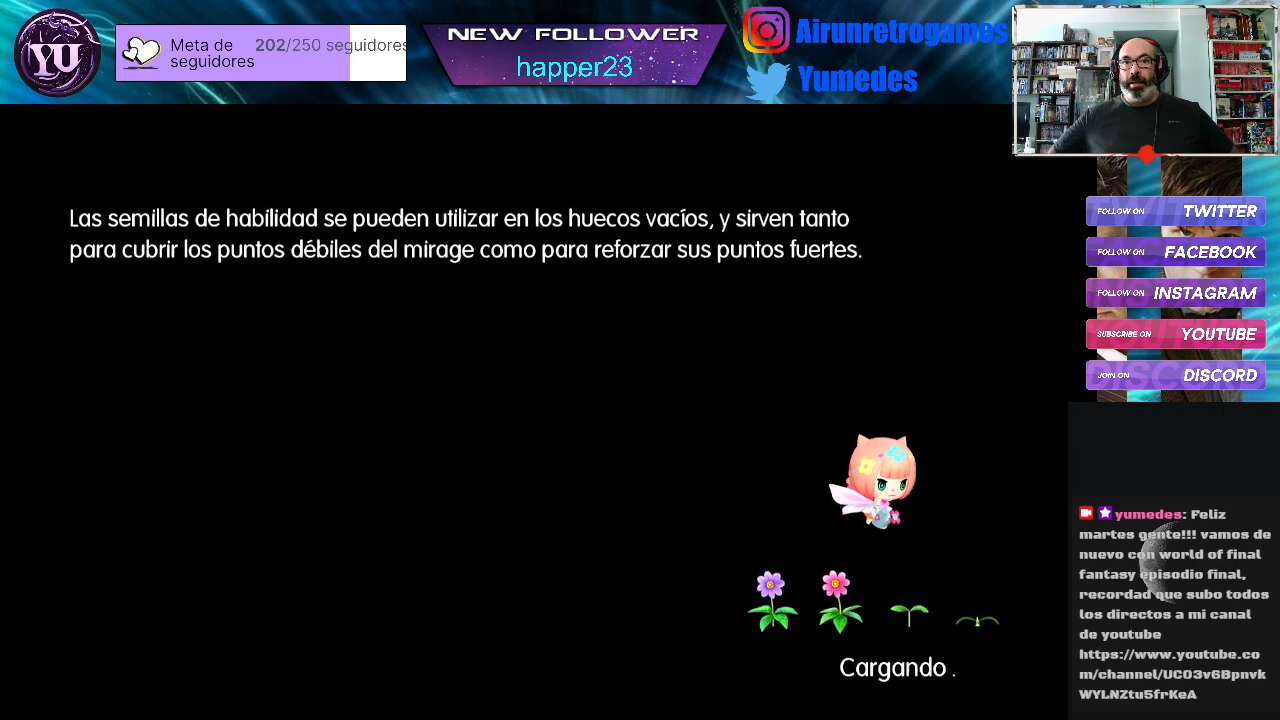 YU
Meta de
seguidores
202/250 seguidores
NEW FOLLOWER
happer23
Airunretrogames
Yumedes
Las semillas de habilidad se pueden utilizar en los huecos vacíos, y sirven tanto
para cubrir los puntos débiles del mirage como para reforzar sus puntos fuertes.
FOLLOW ON TWITTER
FOLLOW ON FACEBOOK
FOLLOW ON INSTAGRAM
SUBSCRIBE ON YOUTUBE
JOIN ON DISCORD
yumedes: Feliz
martes gente!!! vamos de
nuevo con world of final
fantasy episodio final,
recordad que subo todos
los directos a mi canal
de youtube
https://www.youtube.co
m/channel/UCO3v6Bpnvk
WYLNZtu5frKeA
Cargando .